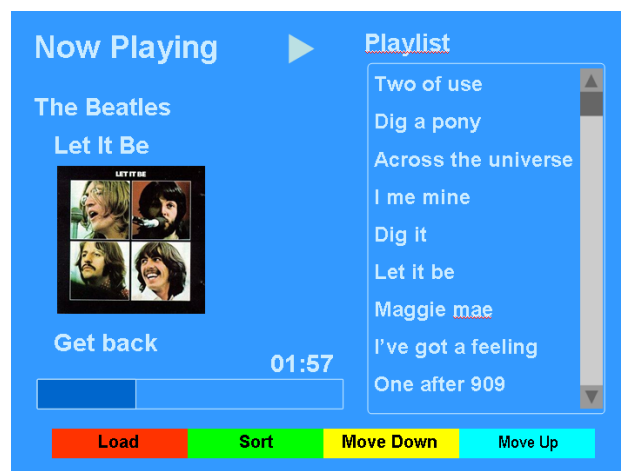 Now Playing
The Beatles
Let It Be
LET IT BE
Get back
01:57
Playlist
Two of use
Dig a pony
Across the universe
I me mine
Dig it
Let it be
Maggie mae
I've got a feeling
One after 909
Load
Sort
Move Down
Move Up